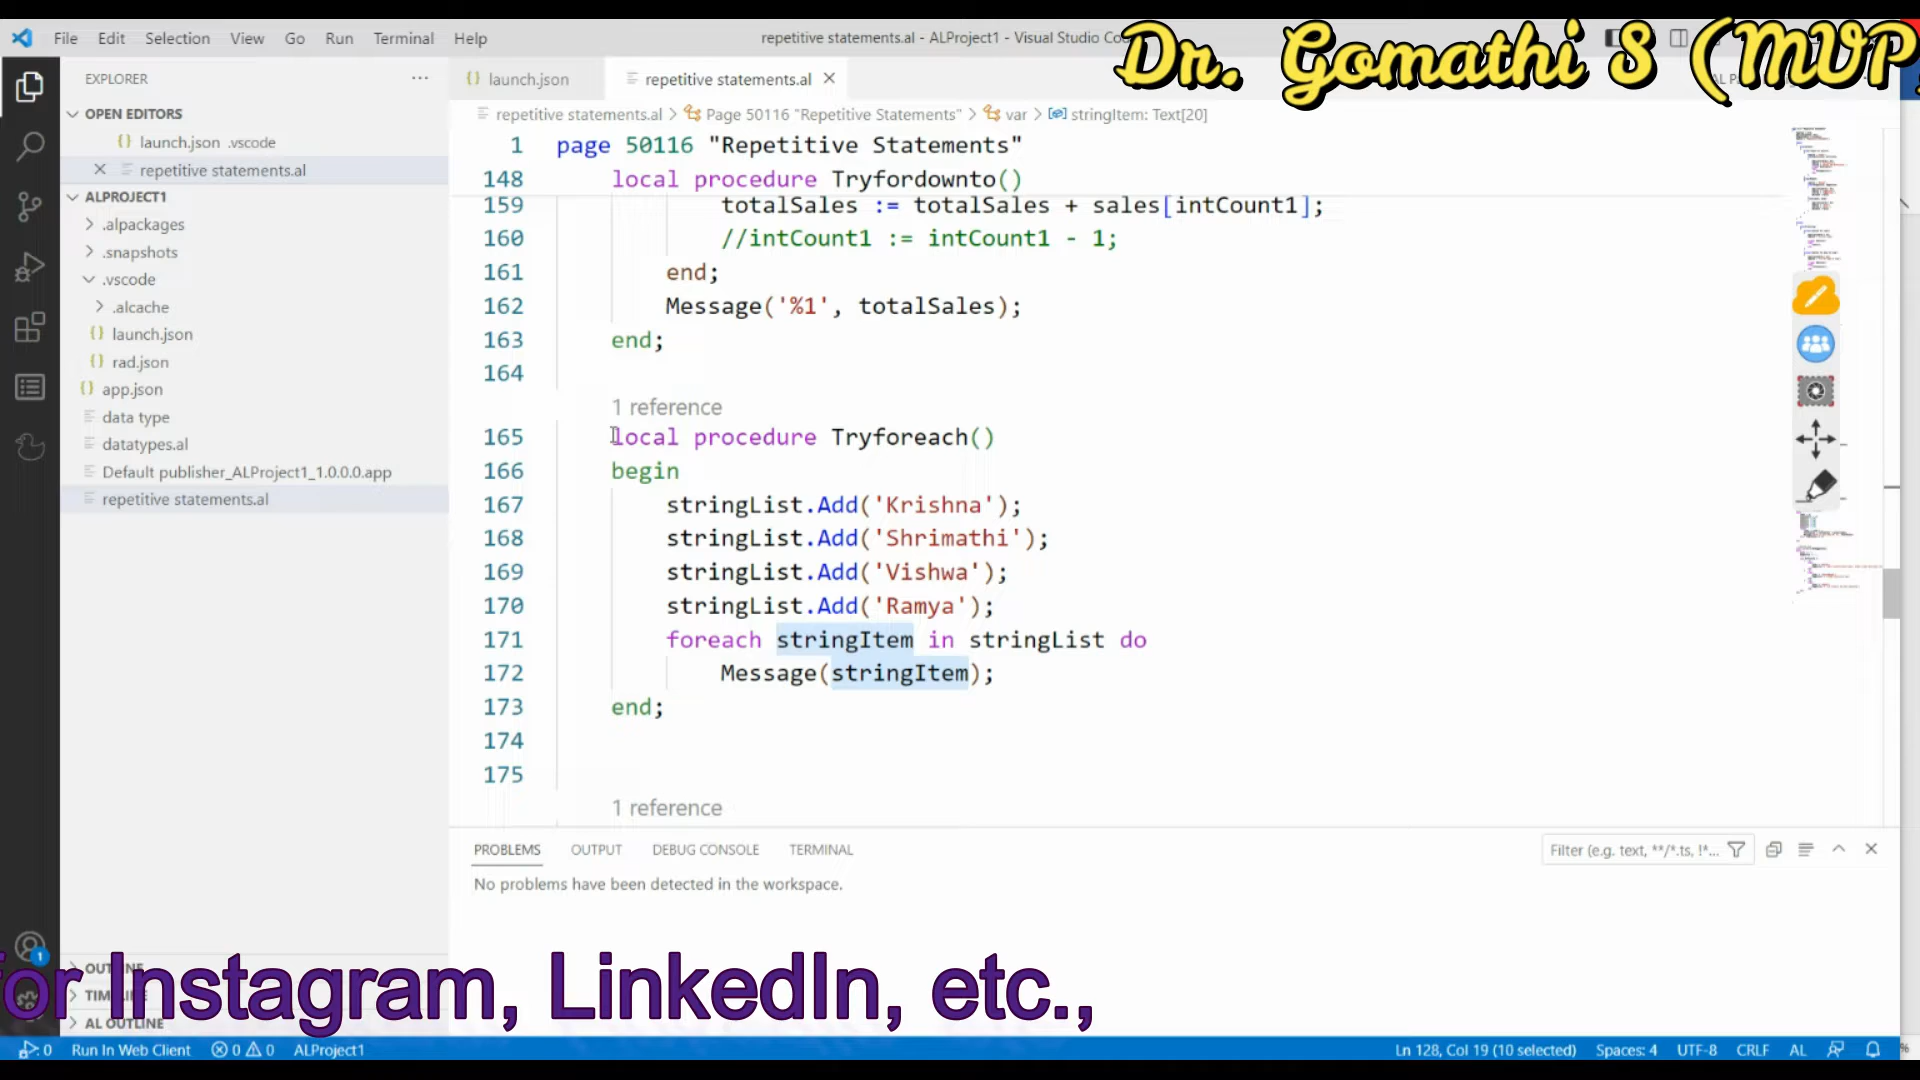 File Edit Selection View Go Run Terminal Help
repetitive statements.al - ALProject1 - Visual Studio
Dr. Gomathi S (MVP
EXPLORER
launch.json
repetitive statements.al
OPEN EDITORS
launch.json .vscode
repetitive statements.al
ALPROJECT1
.alpackages
.snapshots
.vscode
.alcache
launch.json
rad.json
app.json
data type
datatypes.al
Default publisher_ALProject1_1.0.0.0.app
repetitive statements.al
repetitive statements.al > Page 50116 "Repetitive Statements" > var > stringItem: Text[20]
1 page 50116 "Repetitive Statements"
148 local procedure Tryfordownto()
159 totalSales := totalSales + sales[intCount1];
160 //intCount1 := intCount1 - 1;
161 end;
162 Message('%1', totalSales);
163 end;
164
1 reference
165 local procedure Tryforeach()
166 begin
167 stringList.Add('Krishna');
168 stringList.Add('Shrimathi');
169 stringList.Add('Vishwa');
170 stringList.Add('Ramya');
171 foreach stringItem in stringList do
172 Message(stringItem);
173 end;
174
175
1 reference
PROBLEMS OUTPUT DEBUG CONSOLE TERMINAL
Filter (e.g. text, **/*.ts, !*...
No problems have been detected in the workspace.
for Instagram, LinkedIn, etc.,
AL OUTLINE
0 Run In Web Client 0 0 ALProject1
Ln 128, Col 19 (10 selected) Spaces: 4 UTF-8 CRLF AL